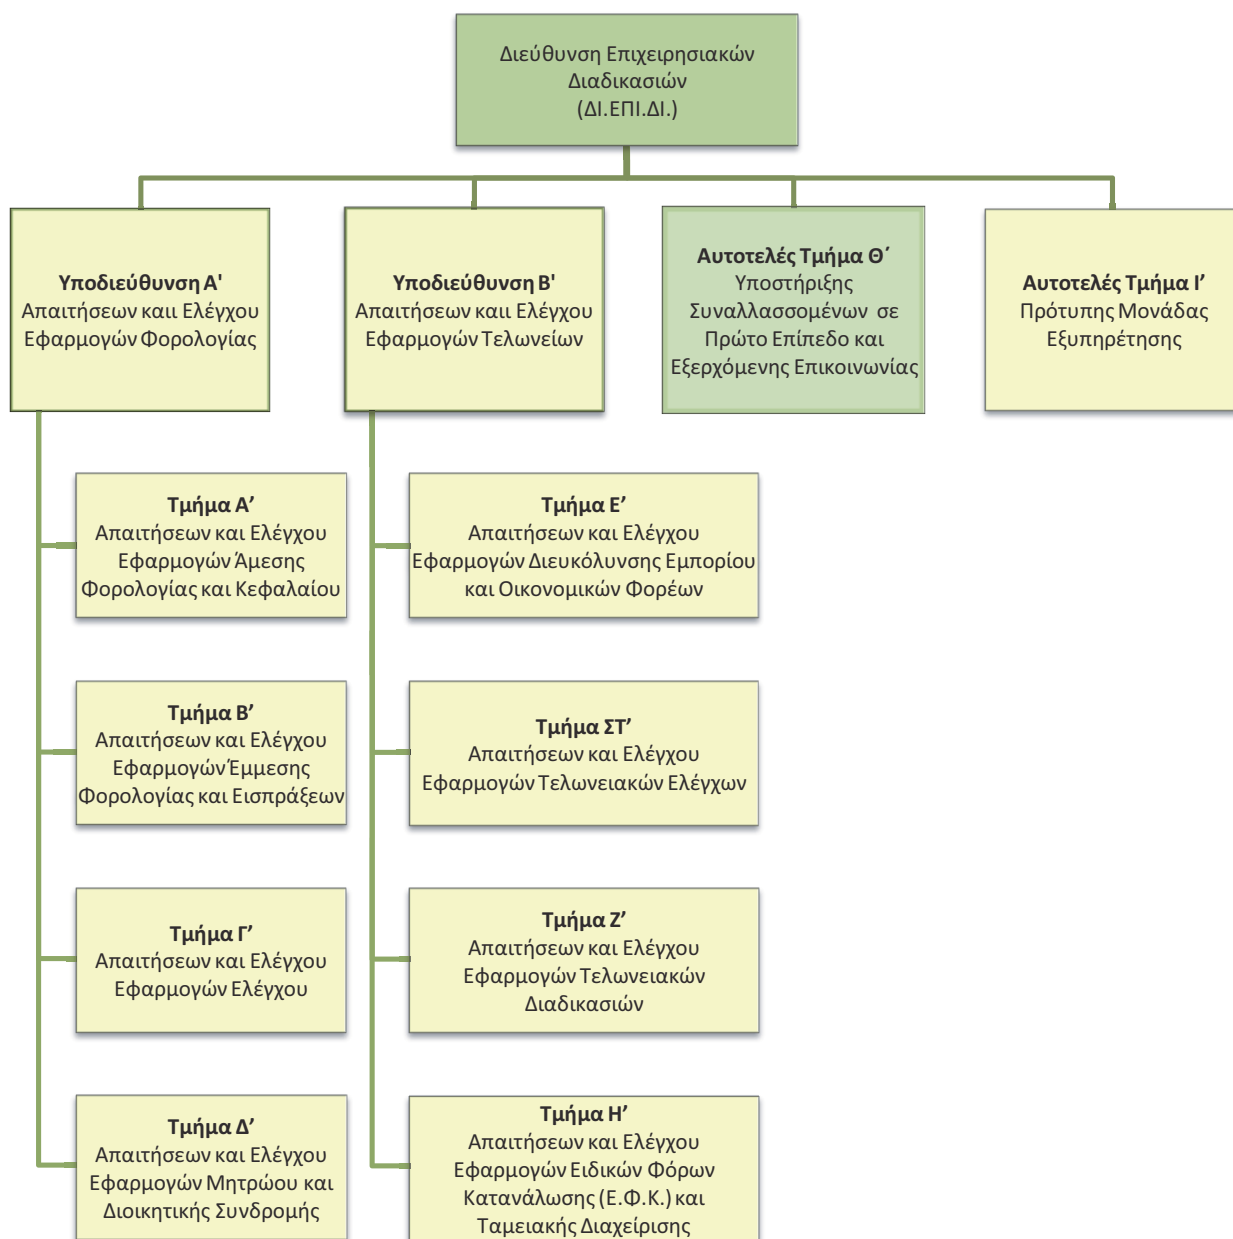 Διεύθυνση Επιχειρησιακών
Διαδικασιών
(ΔΙ.ΕΠΙ.ΔΙ.)
Υποδιεύθυνση Α'
Απαιτήσεων καιι Ελέγχου
Εφαρμογών Φορολογίας
Υποδιεύθυνση Β'
Απαιτήσεων καιι Ελέγχου
Εφαρμογών Τελωνείων
Αυτοτελές Τμήμα Θ΄
Υποστήριξης
Συναλλασσομένων σε
Πρώτο Επίπεδο και
Εξερχόμενης Επικοινωνίας
Αυτοτελές Τμήμα Ι’
Πρότυπης Μονάδας
Εξυπηρέτησης
Τμήμα Α’
Απαιτήσεων και Ελέγχου
Εφαρμογών Άμεσης
Φορολογίας και Κεφαλαίου
Τμήμα Β’
Απαιτήσεων και Ελέγχου
Εφαρμογών Έμμεσης
Φορολογίας και Εισπράξεων
Τμήμα Γ’
Απαιτήσεων και Ελέγχου
Εφαρμογών Ελέγχου
Τμήμα Δ’
Απαιτήσεων και Ελέγχου
Εφαρμογών Μητρώου και
Διοικητικής Συνδρομής
Τμήμα Ε’
Απαιτήσεων και Ελέγχου
Εφαρμογών Διευκόλυνσης Εμπορίου
και Οικονομικών Φορέων
Τμήμα ΣΤ’
Απαιτήσεων και Ελέγχου
Εφαρμογών Τελωνειακών Ελέγχων
Τμήμα Ζ’
Απαιτήσεων και Ελέγχου
Εφαρμογών Τελωνειακών
Διαδικασιών
Τμήμα Η’
Απαιτήσεων και Ελέγχου
Εφαρμογών Ειδικών Φόρων
Κατανάλωσης (Ε.Φ.Κ.) και
Ταμειακής Διαχείρισης